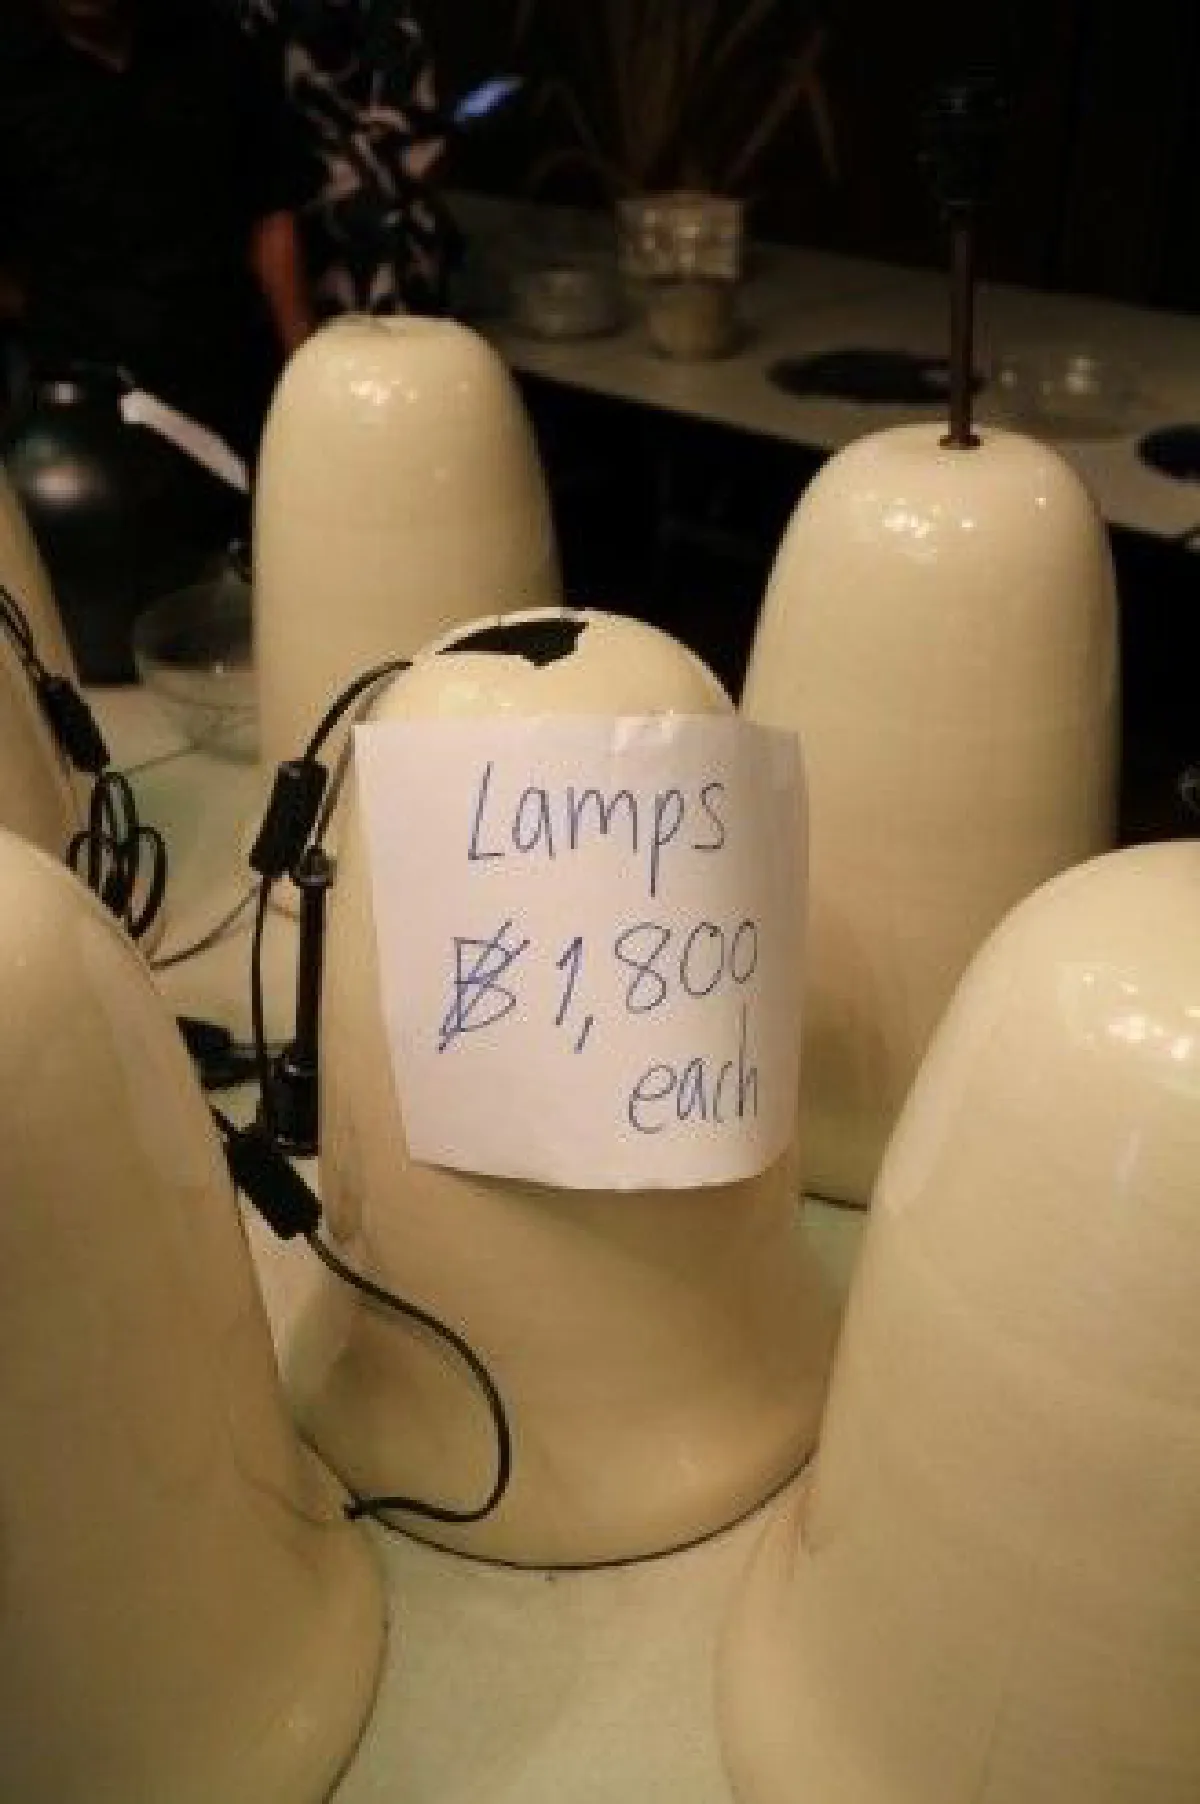 Lamps
฿ 1,800
each